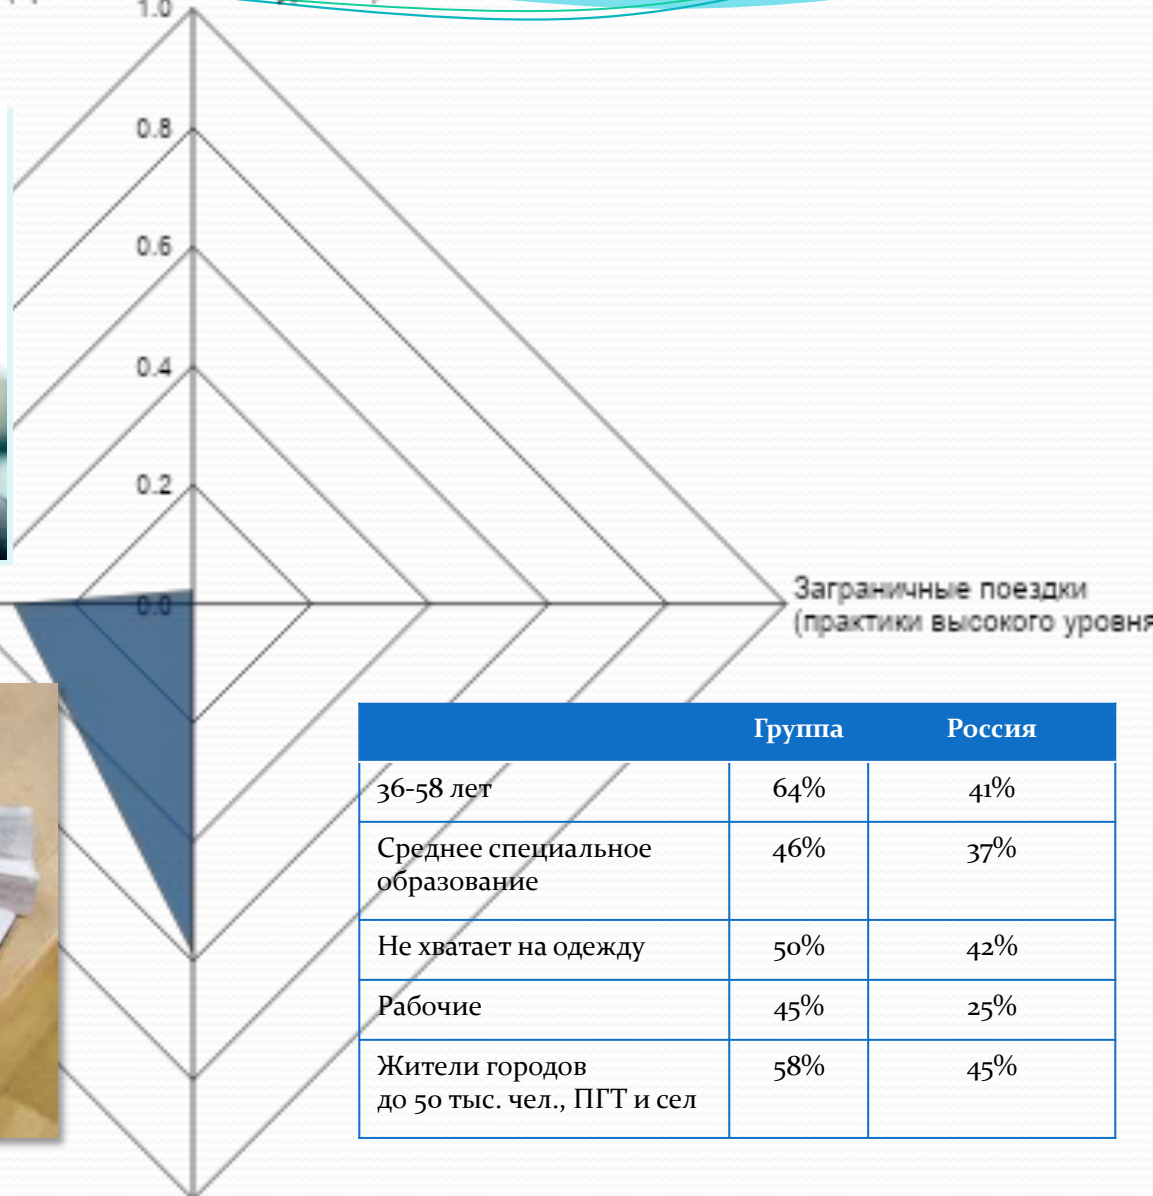 1.0
0.8
0.6
0.4
0.2
0.0
Заграничные поездки
(практики высокого уровня
Группа Россия
36-58 лет 64% 41%
Среднее специальное
образование 46% 37%
Не хватает на одежду 50% 42%
Рабочие 45% 25%
Жители городов
до 50 тыс. чел., ПГТ и сел 58% 45%